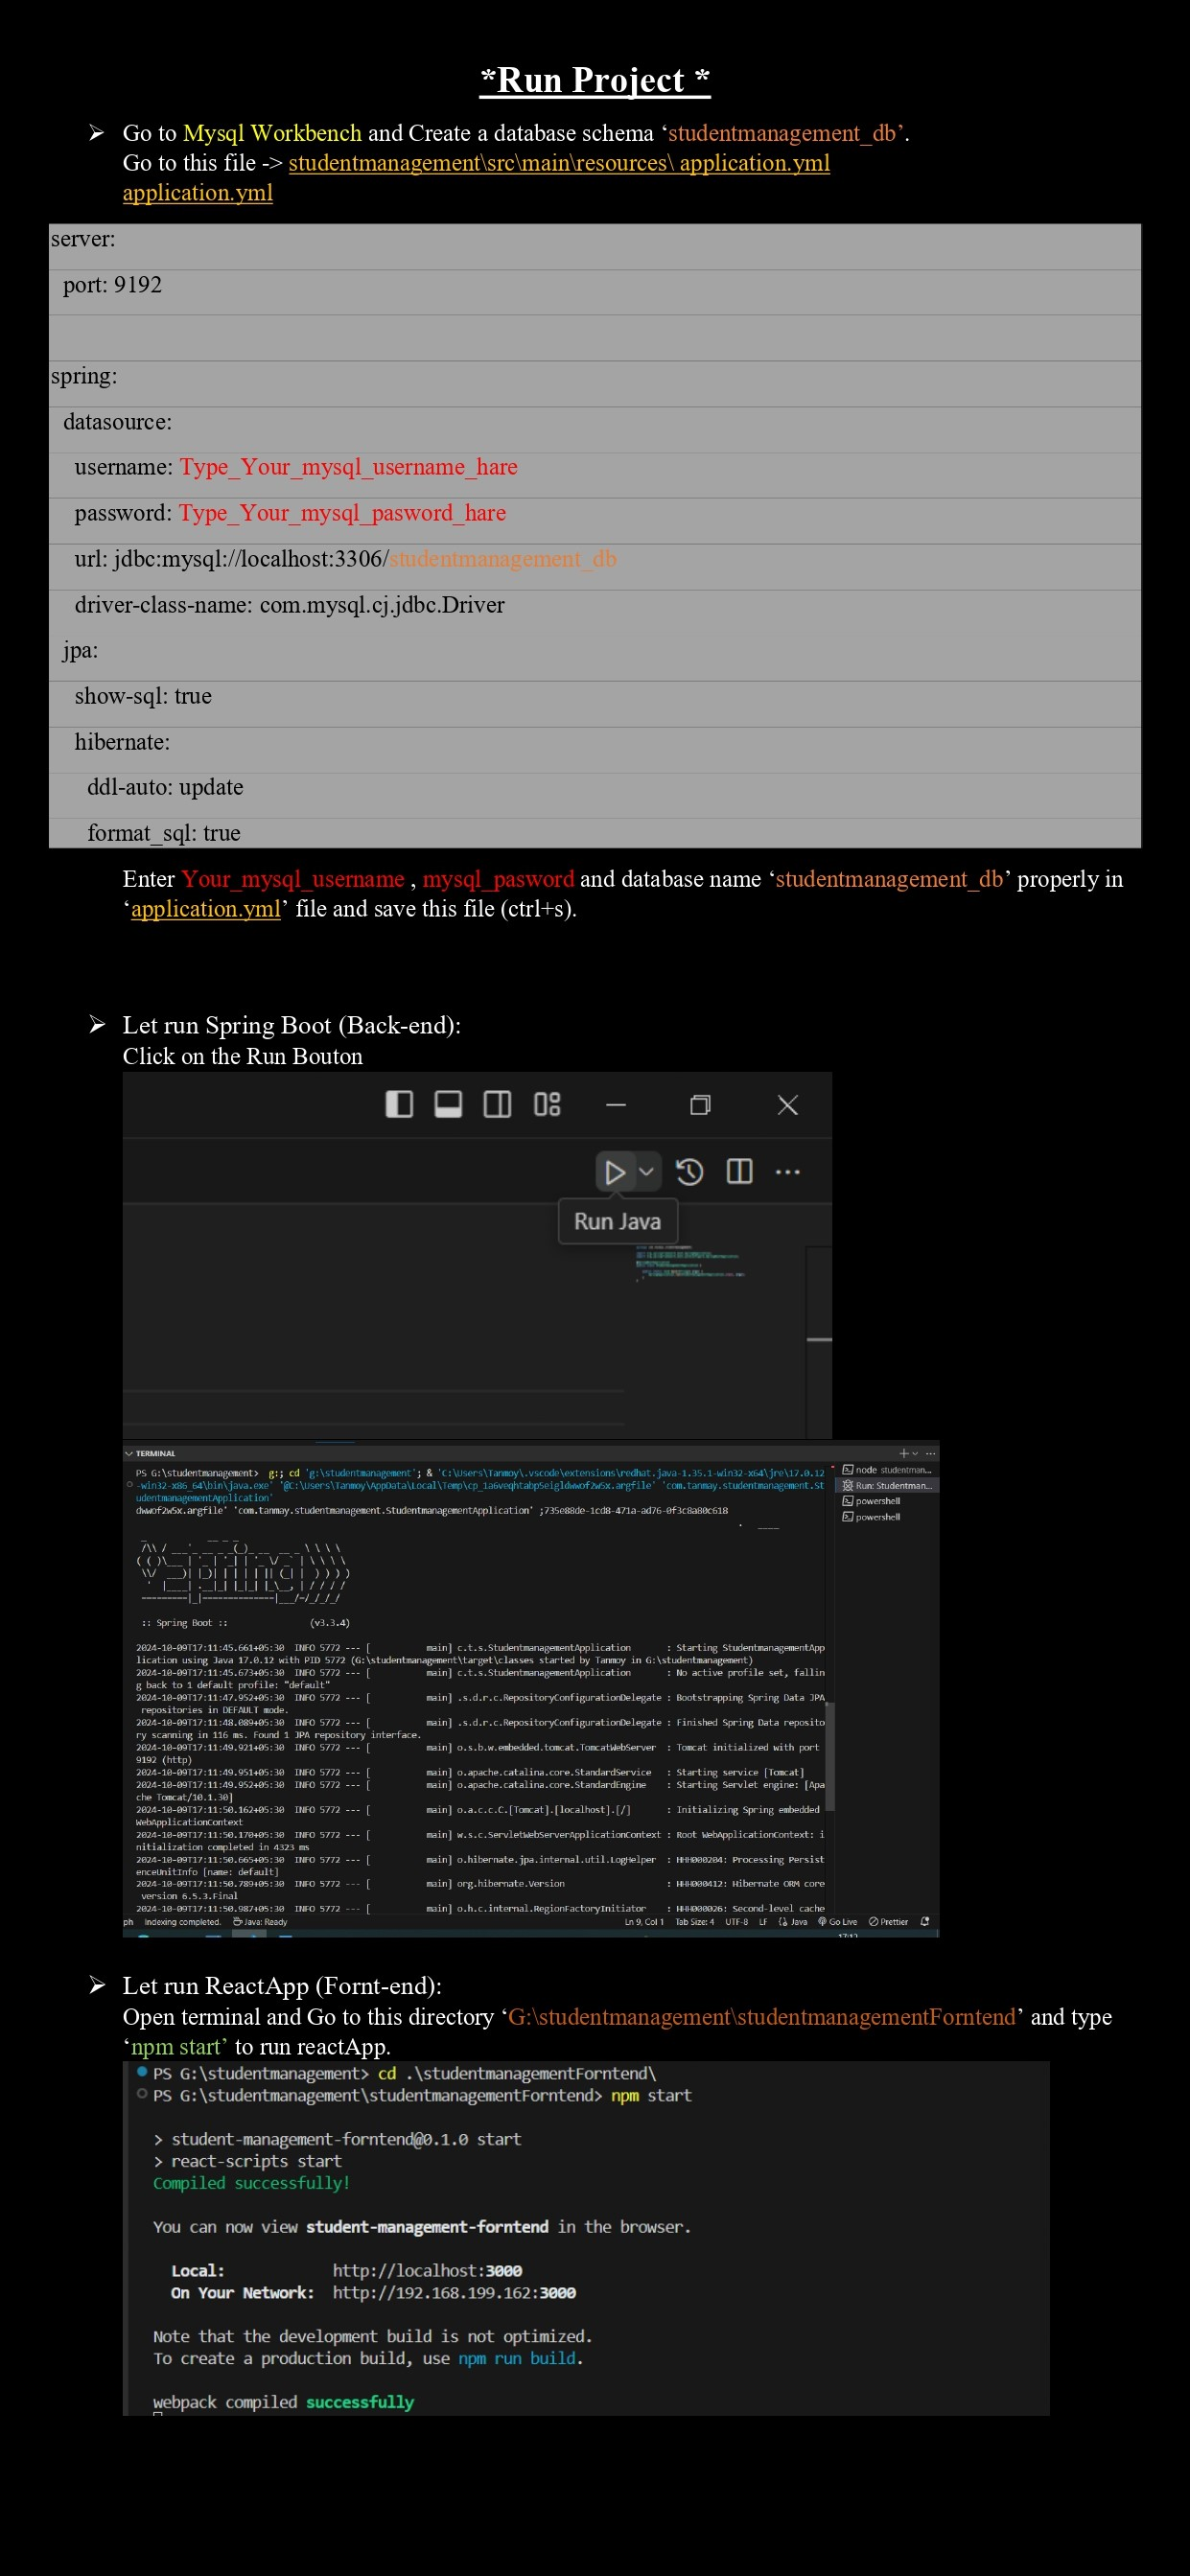 *Run Project *
➢ Go to Mysql Workbench and Create a database schema ‘studentmanagement_db’.
Go to this file -> studentmanagement\src\main\resources\ application.yml
application.yml
server:
port: 9192
spring:
datasource:
username: Type_Your_mysql_username_hare
password: Type_Your_mysql_pasword_hare
url: jdbc:mysql://localhost:3306/studentmanagement_db
driver-class-name: com.mysql.cj.jdbc.Driver
jpa:
show-sql: true
hibernate:
ddl-auto: update
format_sql: true
Enter Your_mysql_username , mysql_pasword and database name ‘studentmanagement_db’ properly in
‘application.yml’ file and save this file (ctrl+s).
➢ Let run Spring Boot (Back-end):
Click on the Run Bouton
Run Java
TERMINAL
PS G:\studentmanagement> g:; cd 'g:\studentmanagement'; & 'C:\Users\Tanmoy\.vscode\extensions\redhat.java-1.35.1-win32-x64\jre\17.0.12
-win32-x86_64\bin\java.exe' '@C:\Users\Tanmoy\AppData\Local\Temp\cp_1a6veqhtabp5eigldwwof2w5x.argfile' 'com.tanmay.studentmanagement.St
udentmanagementApplication'
dwwof2w5x.argfile' 'com.tanmay.studentmanagement.StudentmanagementApplication' ;735e88de-1cd8-471a-ad76-0f3c8a80c618
node studentman...
Run: Studentman...
powershell
powershell
:: Spring Boot :: (v3.3.4)
2024-10-09T17:11:45.661+05:30 INFO 5772 --- [ main] c.t.s.StudentmanagementApplication : Starting StudentmanagementApp
lication using Java 17.0.12 with PID 5772 (G:\studentmanagement\target\classes started by Tanmoy in G:\studentmanagement)
2024-10-09T17:11:45.673+05:30 INFO 5772 --- [ main] c.t.s.StudentmanagementApplication : No active profile set, fallin
g back to 1 default profile: "default"
2024-10-09T17:11:47.952+05:30 INFO 5772 --- [ main] .s.d.r.c.RepositoryConfigurationDelegate : Bootstrapping Spring Data JPA
repositories in DEFAULT mode.
2024-10-09T17:11:48.089+05:30 INFO 5772 --- [ main] .s.d.r.c.RepositoryConfigurationDelegate : Finished Spring Data reposito
ry scanning in 116 ms. Found 1 JPA repository interface.
2024-10-09T17:11:49.921+05:30 INFO 5772 --- [ main] o.s.b.w.embedded.tomcat.TomcatWebServer : Tomcat initialized with port
9192 (http)
2024-10-09T17:11:49.951+05:30 INFO 5772 --- [ main] o.apache.catalina.core.StandardService : Starting service [Tomcat]
2024-10-09T17:11:49.952+05:30 INFO 5772 --- [ main] o.apache.catalina.core.StandardEngine : Starting Servlet engine: [Apa
che Tomcat/10.1.30]
2024-10-09T17:11:50.162+05:30 INFO 5772 --- [ main] o.a.c.c.C.[Tomcat].[localhost].[/] : Initializing Spring embedded
WebApplicationContext
2024-10-09T17:11:50.170+05:30 INFO 5772 --- [ main] w.s.c.ServletWebServerApplicationContext : Root WebApplicationContext: i
nitialization completed in 4323 ms
2024-10-09T17:11:50.665+05:30 INFO 5772 --- [ main] o.hibernate.jpa.internal.util.LogHelper : HHH000204: Processing Persist
enceUnitInfo [name: default]
2024-10-09T17:11:50.789+05:30 INFO 5772 --- [ main] org.hibernate.Version : HHH000412: Hibernate ORM core
version 6.5.3.Final
2024-10-09T17:11:50.987+05:30 INFO 5772 --- [ main] o.h.c.internal.RegionFactoryInitiator : HHH000026: Second-level cache
ph Indexing completed. Java: Ready Ln 9, Col 1 Tab Size: 4 UTF-8 LF {} Java Go Live Prettier
17:12
➢ Let run ReactApp (Fornt-end):
Open terminal and Go to this directory ‘G:\studentmanagement\studentmanagementForntend’ and type
‘npm start’ to run reactApp.
PS G:\studentmanagement> cd .\studentmanagementForntend\
PS G:\studentmanagement\studentmanagementForntend> npm start
> student-management-forntend@0.1.0 start
> react-scripts start
Compiled successfully!
You can now view student-management-forntend in the browser.
Local: http://localhost:3000
On Your Network: http://192.168.199.162:3000
Note that the development build is not optimized.
To create a production build, use npm run build.
webpack compiled successfully